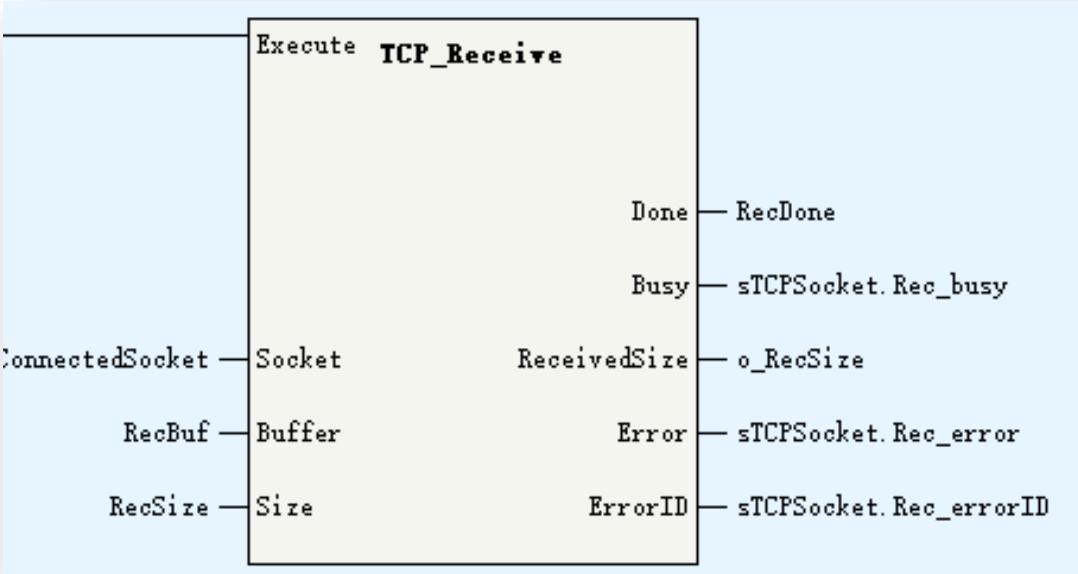 Execute TCP_Receive
Done RecDone
Busy sTCPSocket.Rec_busy
ConnectedSocket Socket ReceivedSize o_RecSize
RecBuf Buffer Error sTCPSocket.Rec_error
RecSize Size ErrorID sTCPSocket.Rec_errorID